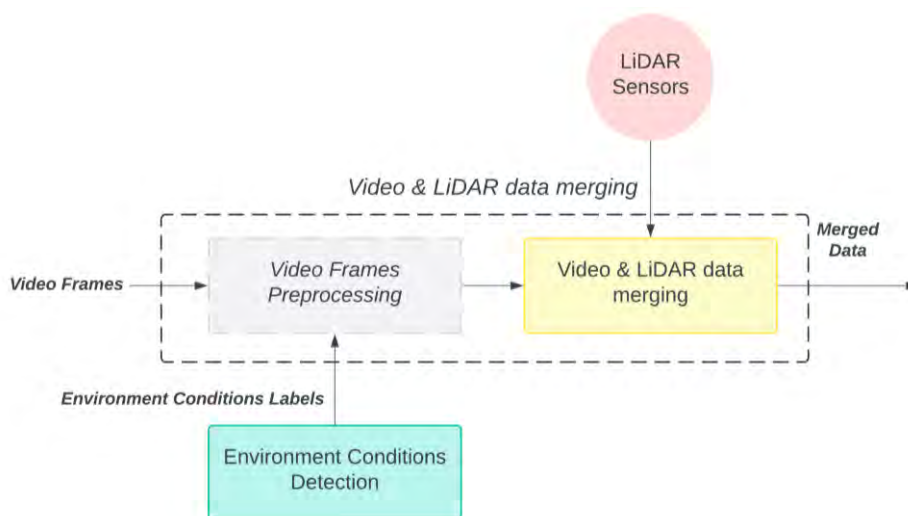 LiDAR
Sensors
Video & LiDAR data merging
Merged
Data
Video Frames
Video Frames
Preprocessing
Video & LiDAR data
merging
Environment Conditions Labels
Environment Conditions
Detection